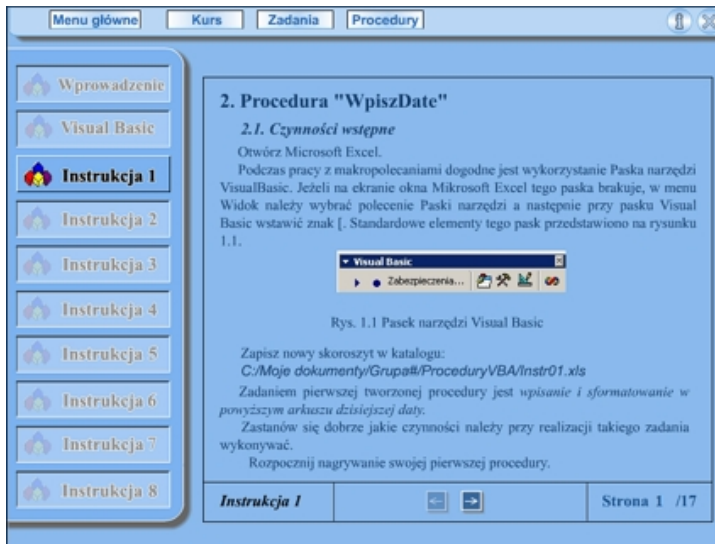 Menu główne
Kurs
Zadania
Procedury
Wprowadzenie
Visual Basic
Instrukcja 1
Instrukcja 2
Instrukcja 3
Instrukcja 4
Instrukcja 5
Instrukcja 6
Instrukcja 7
Instrukcja 8
2. Procedura "WpiszDate"
2.1. Czynności wstępne
Otwórz Microsoft Excel.
Podczas pracy z makropolecaniami dogodne jest wykorzystanie Paska narzędzi
VisualBasic. Jeżeli na ekranie okna Mikrosoft Excel tego paska brakuje, w menu
Widok należy wybrać polecenie Paski narzędzi a następnie przy pasku Visual
Basic wstawić znak [. Standardowe elementy tego pask przedstawiono na rysunku
1.1.
Visual Basic
Zabezpieczenia...
Rys. 1.1 Pasek narzędzi Visual Basic
Zapisz nowy skoroszyt w katalogu:
C:/Moje dokumenty/Grupa#/ProceduryVBA/Instr01.xls
Zadaniem pierwszej tworzonej procedury jest wpisanie i sformatowanie w
powyższym arkuszu dzisiejszej daty.
Zastanów się dobrze jakie czynności należy przy realizacji takiego zadania
wykonywać.
Rozpocznij nagrywanie swojej pierwszej procedury.
Instrukcja 1
Strona 1 /17